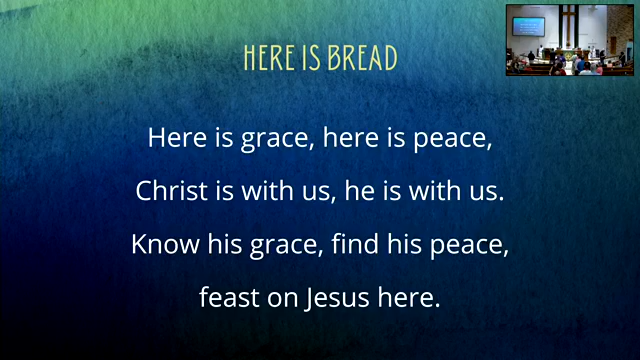 HERE IS BREAD
Here is grace, here is peace,
Christ is with us, he is with us.
Know his grace, find his peace,
feast on Jesus here.